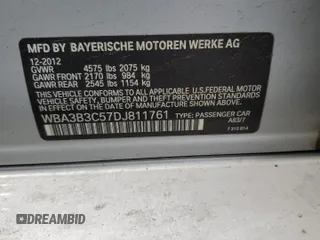 MFD BY BAYERISCHE MOTOREN WERKE AG
12-2012
GVWR 4575 lbs 2075 kg
GAWR FRONT 2170 lbs 984 kg
GAWR REAR 2545 lbs 1154 kg
THIS VEHICLE CONFORMS TO ALL APPLICABLE U.S. FEDERAL MOTOR
VEHICLE SAFETY, BUMPER, AND THEFT PREVENTION STANDARDS
IN EFFECT ON THE DATE OF MANUFACTURE SHOWN ABOVE.
WBA3B3C57DJ811761 TYPE: PASSENGER CAR
A83/7
DREAMBID